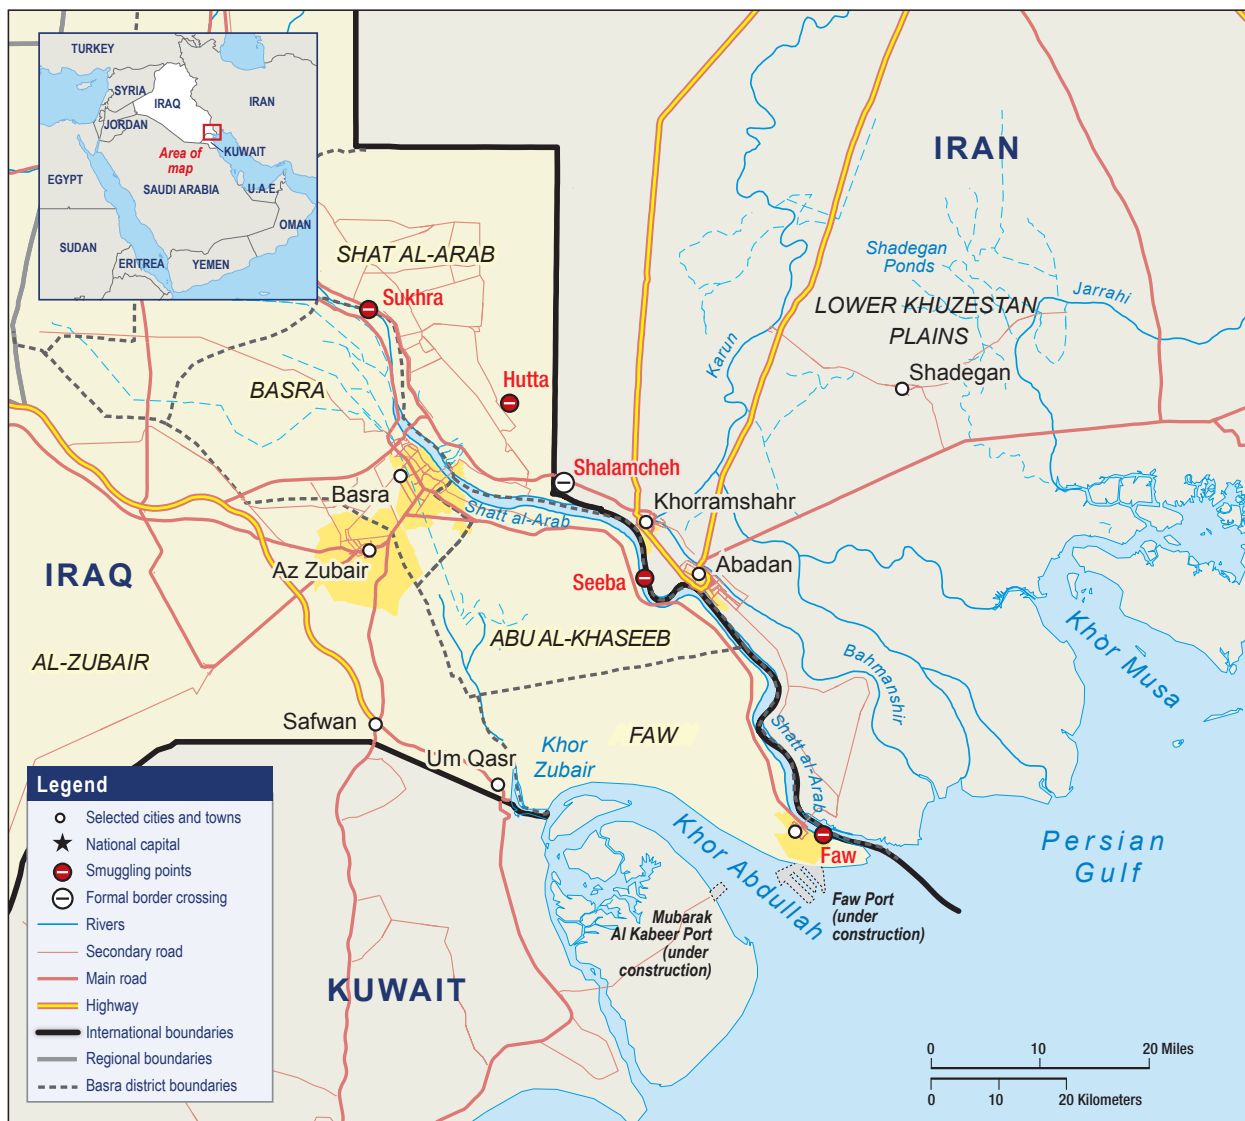 TURKEY
SYRIA
IRAQ
IRAN
JORDAN
Area of
map
KUWAIT
EGYPT
SAUDI ARABIA
U.A.E.
OMAN
SUDAN
ERITREA
YEMEN
IRAN
SHAT AL-ARAB
Sukhra
Shadegan
Ponds
Jarrahi
LOWER KHUZESTAN
PLAINS
Karun
Shadegan
BASRA
Hutta
Shalamcheh
Basra
Shatt al-Arab
Khorramshahr
Az Zubair
Abadan
IRAQ
Seeba
ABU AL-KHASEEB
AL-ZUBAIR
Khor Musa
Bahmanshir
Safwan
FAW
Shatt al-Arab
Um Qasr
Khor
Zubair
Khor Abdullah
Faw
Persian
Gulf
Faw Port
(under
construction)
Mubarak
Al Kabeer Port
(under
construction)
KUWAIT
Legend
Selected cities and towns
National capital
Smuggling points
Formal border crossing
Rivers
Secondary road
Main road
Highway
International boundaries
Regional boundaries
Basra district boundaries
0 10 20 Miles
0 10 20 Kilometers